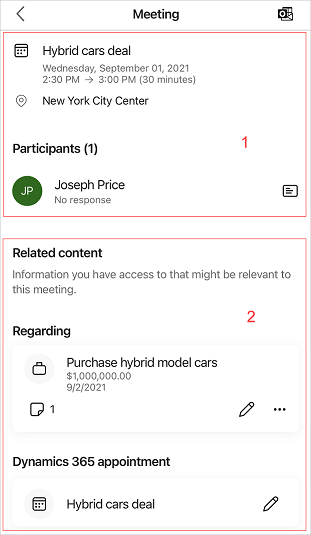 Meeting
Hybrid cars deal
Wednesday, September 01, 2021
2:30 PM → 3:00 PM (30 minutes)
New York City Center
Participants (1)
1
JP
Joseph Price
No response
Related content
Information you have access to that might be relevant to
this meeting.
2
Regarding
Purchase hybrid model cars
$1,000,000.00
9/2/2021
1
Dynamics 365 appointment
Hybrid cars deal